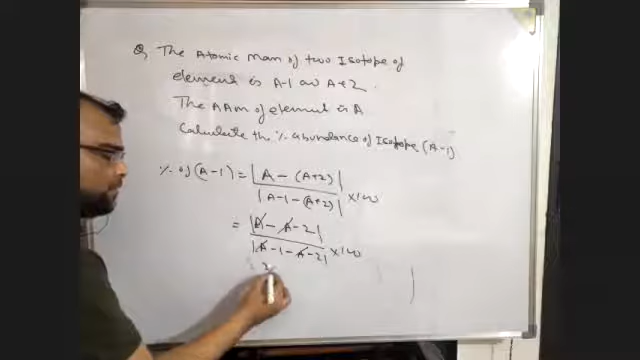 Q, The Atomic mass of two Isotope of
element is A-1 and A+2.
The AAM of element is A
Calculate the % abundance of Isotope (A-1)
% of (A-1) = |A - (A+2)|
|A-1-(A+2)| ×100
= |A - A - 2|
|A - 1 - A - 2| ×100